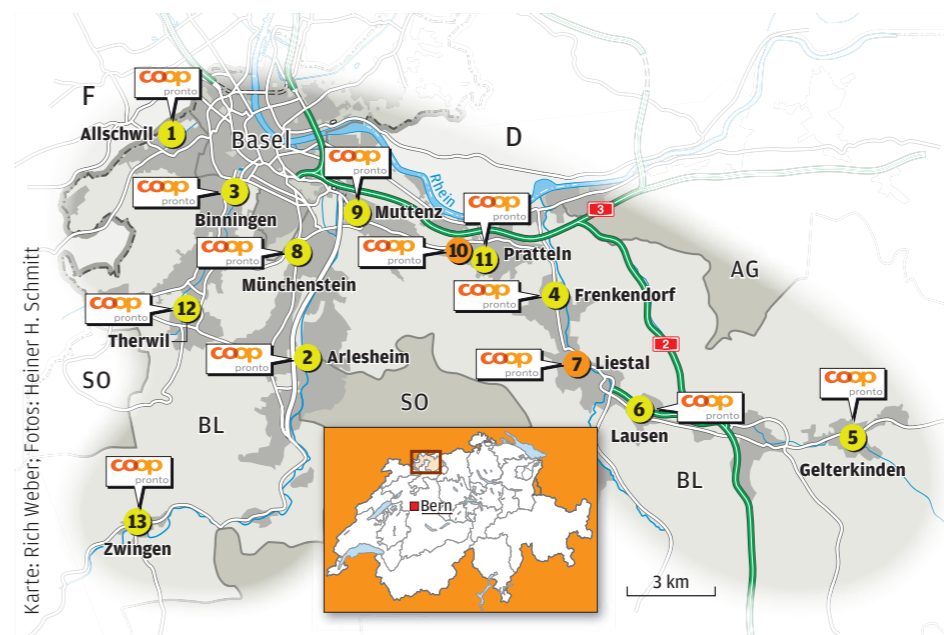 F
coop
pronto
Allschwil
1
Basel
D
coop
pronto
3
Binningen
coop
pronto
9
Muttenz
Rhein
3
coop
pronto
8
Münchenstein
coop
pronto
10
coop
pronto
11
Pratteln
AG
coop
pronto
4
Frenkendorf
coop
pronto
12
Therwil
2
coop
pronto
2
Arlesheim
coop
pronto
7
Liestal
SO
SO
BL
coop
pronto
6
Lausen
coop
pronto
5
Gelterkinden
BL
coop
pronto
13
Zwingen
Bern
3 km
Karte: Rich Weber; Fotos: Heiner H. Schmitt